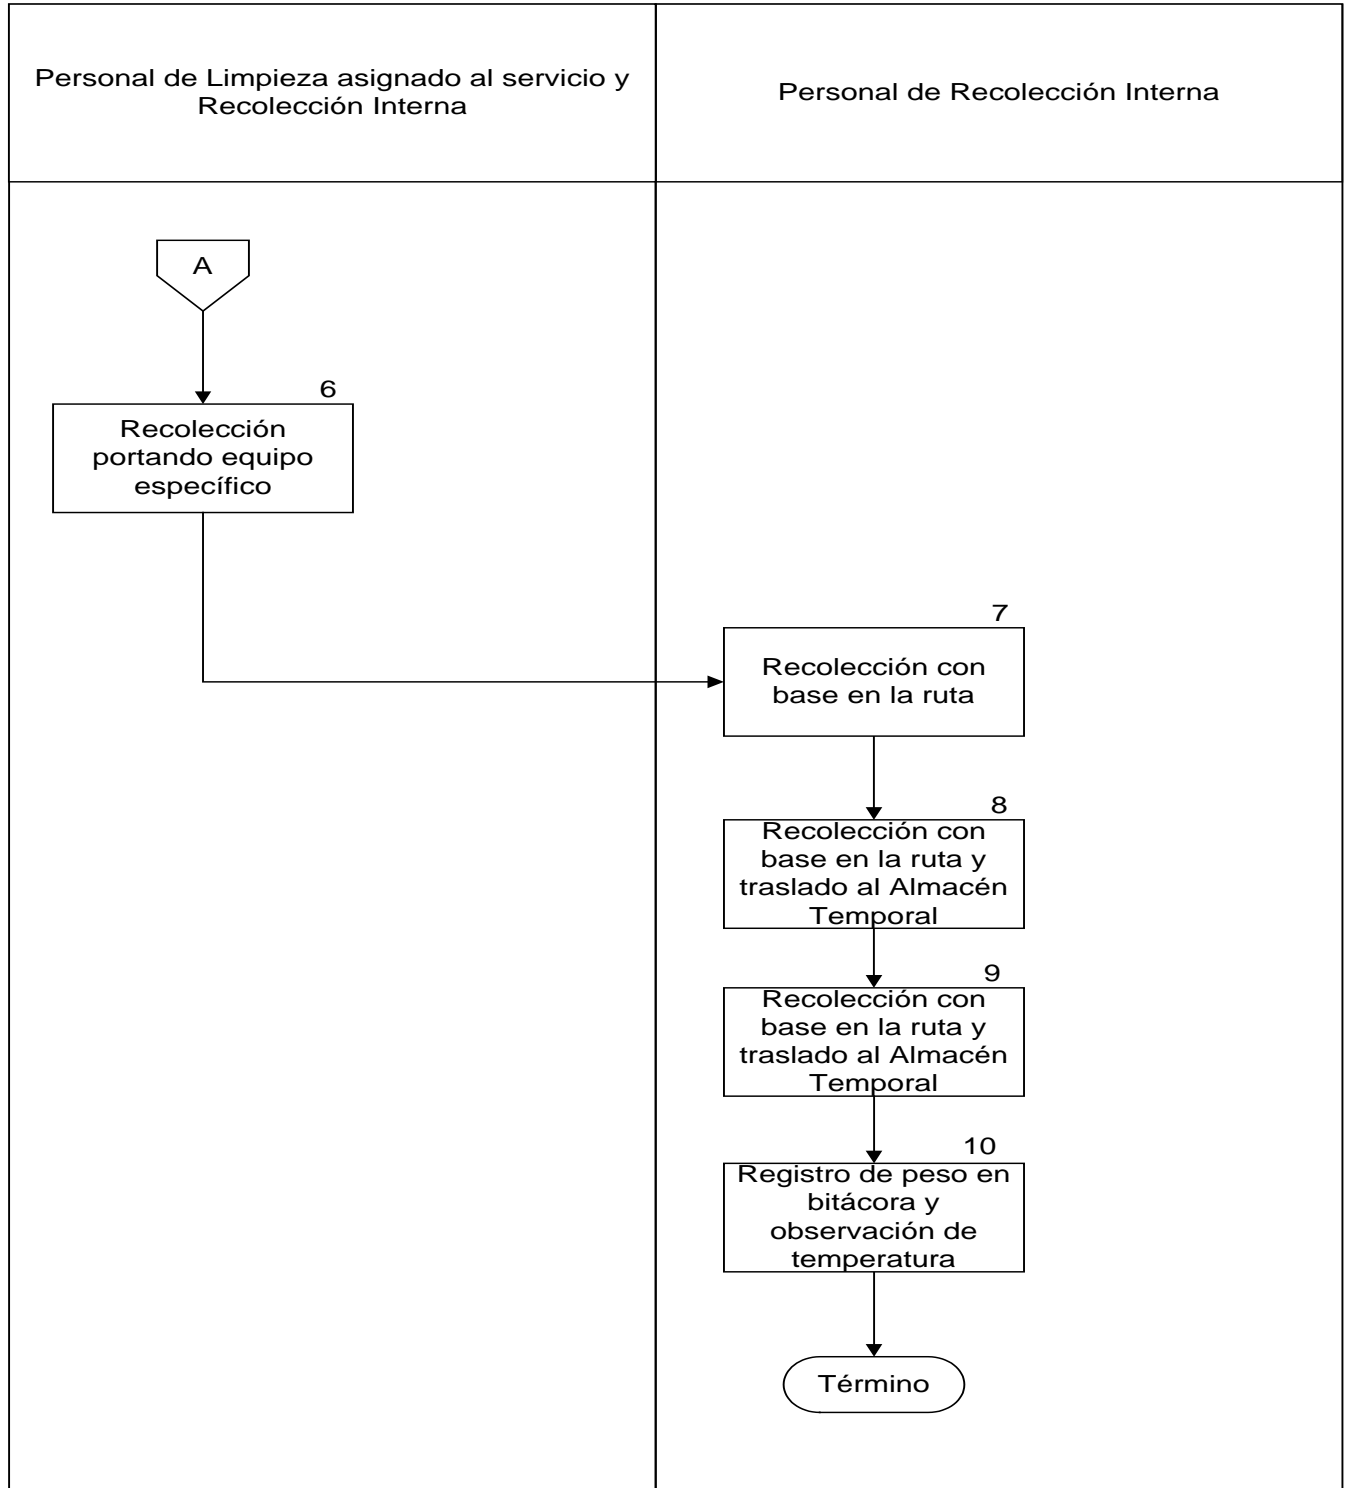 Personal de Limpieza asignado al servicio y
Recolección Interna
Personal de Recolección Interna
A
6
Recolección
portando equipo
específico
7
Recolección con
base en la ruta
8
Recolección con
base en la ruta y
traslado al Almacén
Temporal
9
Recolección con
base en la ruta y
traslado al Almacén
Temporal
10
Registro de peso en
bitácora y
observación de
temperatura
Término